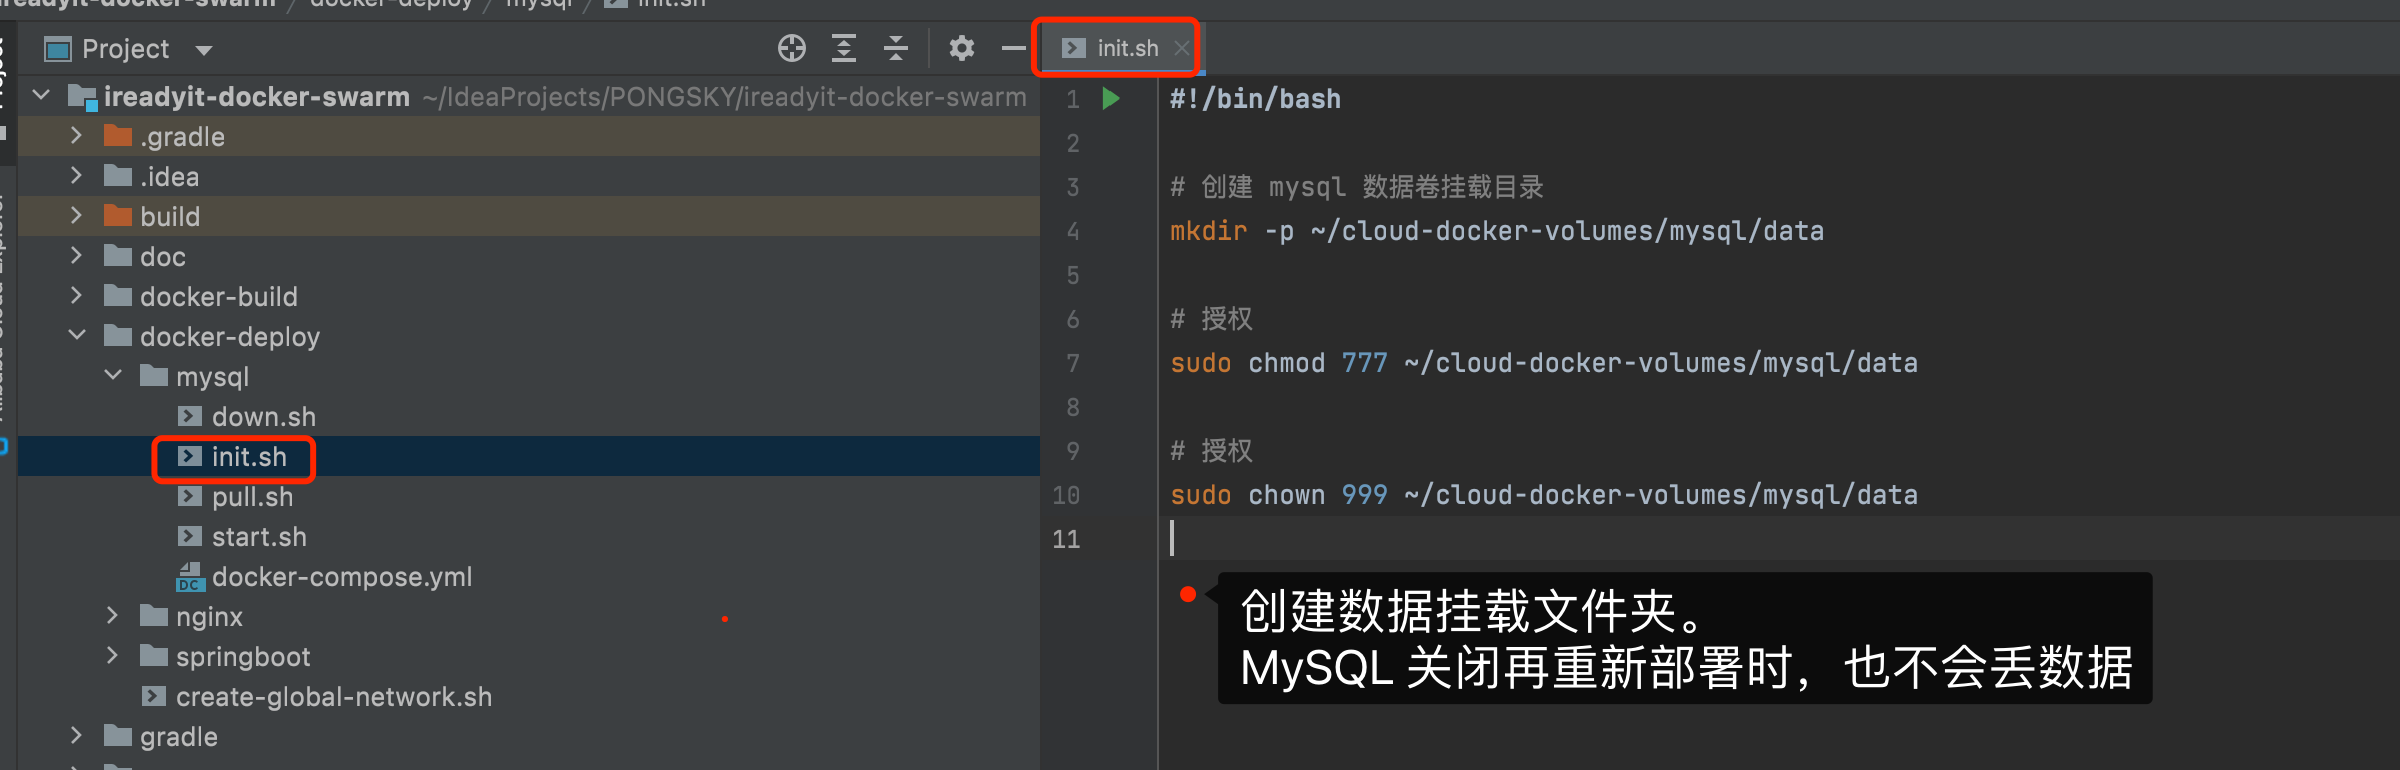 docker-deploy / mysql / init.sh
Project
init.sh
ireadyit-docker-swarm ~/IdeaProjects/PONGSKY/ireadyit-docker-swarm
.gradle
.idea
build
doc
docker-build
docker-deploy
mysql
down.sh
init.sh
pull.sh
start.sh
DC docker-compose.yml
nginx
springboot
create-global-network.sh
gradle
1 #!/bin/bash
2
3 # 创建 mysql 数据卷挂载目录
4 mkdir -p ~/cloud-docker-volumes/mysql/data
5
6 # 授权
7 sudo chmod 777 ~/cloud-docker-volumes/mysql/data
8
9 # 授权
10 sudo chown 999 ~/cloud-docker-volumes/mysql/data
11
创建数据挂载文件夹。
MySQL 关闭再重新部署时，也不会丢数据